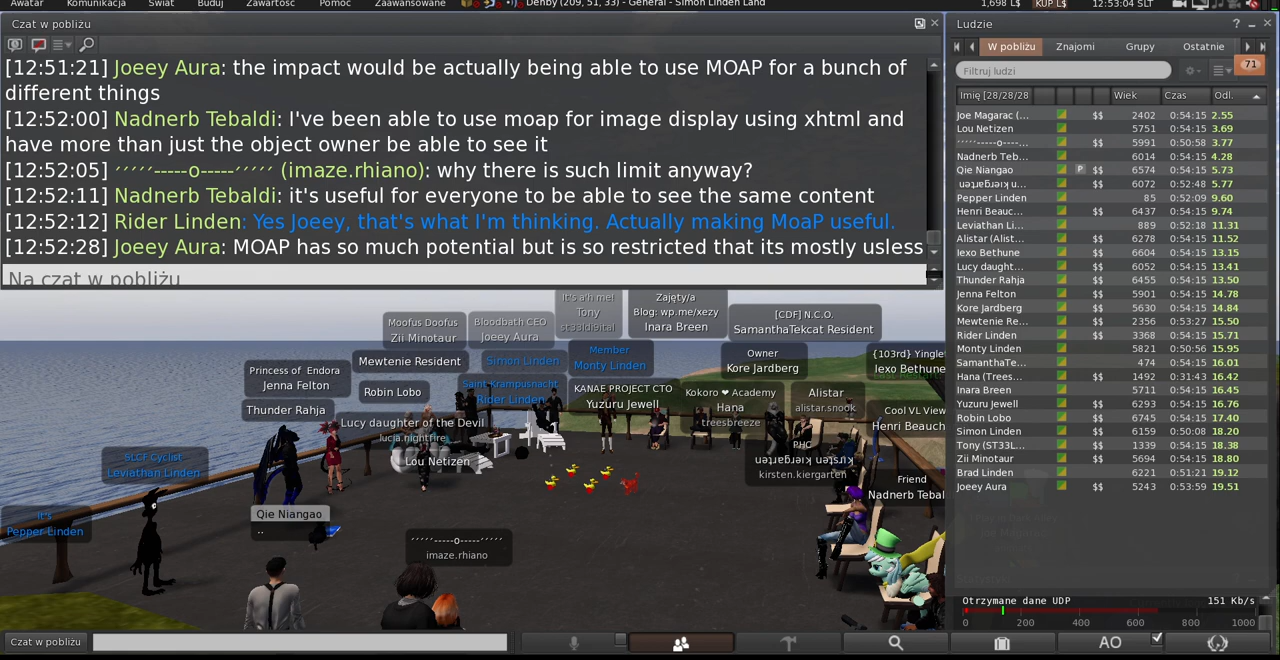 Awatar Komunikacja Świat Buduj Zawartość Pomoc Zaawansowane Denby (209, 51, 33) - General - Simon Linden Land 1,698 L$ KUP L$ 12:53:04 SLT
Czat w pobliżu
[12:51:21] Joeey Aura: the impact would be actually being able to use MOAP for a bunch of
different things
[12:52:00] Nadnerb Tebaldi: I've been able to use moap for image display using xhtml and
have more than just the object owner be able to see it
[12:52:05] ׳׳׳׳׳-----o-----׳׳׳׳׳ (imaze.rhiano): why there is such limit anyway?
[12:52:11] Nadnerb Tebaldi: it's useful for everyone to be able to see the same content
[12:52:12] Rider Linden: Yes Joeey, that's what I'm thinking. Actually making MoaP useful.
[12:52:28] Joeey Aura: MOAP has so much potential but is so restricted that its mostly usless
Na czat w pobliżu
It's a'h me!
Tony
st33ldi9ital
Zajęty/a
Blog: wp.me/xezy
Inara Breen
[CDF] N.C.O.
SamanthaTekcat Resident
Moofus Doofus
Zii Minotaur
Bloodbath CEO
Joeey Aura
Princess of Endora
Jenna Felton
Mewtenie Resident
Simon Linden
Member
Monty Linden
Owner
Kore Jardberg
{103rd} Yingle
Iexo Bethune
Thunder Rahja
Robin Lobo
Saint Krampusnacht
Rider Linden
KANAE PROJECT CTO
Yuzuru Jewell
Kokoro ❤ Academy
Hana
treesbreeze
Alistar
alistar.snook
Cool VL View
Henri Beauch
Lucy daughter of the Devil
lucia.nightfire
Lou Netizen
SLCF Cyclist
Leviathan Linden
PHC
uǝʇɹɐƃɹǝıʞ uǝʇsɹıʞ
kirsten.kiergarten
Friend
Nadnerb Tebal
It's
Pepper Linden
Qie Niangao
..
׳׳׳׳׳-----o-----׳׳׳׳׳
imaze.rhiano
Czat w pobliżu
Ludzie
W pobliżu Znajomi Grupy Ostatnie
Filtruj ludzi
71
Imię [28/28/28 Wiek Czas Odl.
Joe Magarac (... $$ 2402 0:54:15 2.55
Lou Netizen 5751 0:54:15 3.69
׳׳׳׳׳-----o----... $$ 5991 0:50:58 3.77
Nadnerb Teb... 6014 0:54:15 4.28
Qie Niangao P $$ 6574 0:54:15 5.73
uǝʇɹɐƃɹǝıʞ u... $$ 6072 0:52:48 5.77
Pepper Linden 85 0:52:09 9.60
Henri Beauc... $$ 6437 0:54:15 9.74
Leviathan Li... 889 0:52:18 11.31
Alistar (Alist... $$ 6278 0:54:15 11.52
Iexo Bethune $$ 6604 0:54:15 13.15
Lucy daught... $$ 6052 0:54:15 13.41
Thunder Rahja $$ 6455 0:54:15 13.50
Jenna Felton $$ 5901 0:54:15 14.78
Kore Jardberg $$ 5630 0:54:15 14.84
Mewtenie Re... $$ 2356 0:53:27 15.50
Rider Linden $$ 3368 0:54:15 15.71
Monty Linden 5821 0:50:56 15.95
SamanthaTe... 474 0:54:15 16.01
Hana (Trees... $$ 1492 0:31:43 16.42
Inara Breen 5711 0:54:15 16.45
Yuzuru Jewell $$ 6293 0:54:15 16.76
Robin Lobo $$ 6745 0:54:15 17.40
Simon Linden $$ 6159 0:50:08 18.20
Tony (ST33L... $$ 1339 0:54:15 18.38
Zii Minotaur $$ 5694 0:54:15 18.80
Brad Linden 6221 0:51:21 19.12
Joeey Aura $$ 5243 0:53:59 19.51
Otrzymane dane UDP 151 Kb/s
0 200 400 600 800 1000
AO